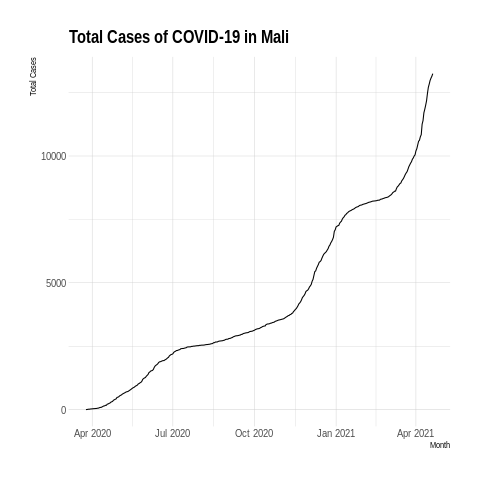 Total Cases of COVID-19 in Mali
Total Cases
10000
5000
0
Apr 2020 Jul 2020 Oct 2020 Jan 2021 Apr 2021
Month